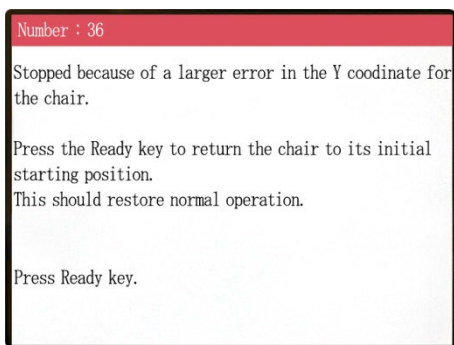 Number : 36
Stopped because of a larger error in the Y coodinate for
the chair.
Press the Ready key to return the chair to its initial
starting position.
This should restore normal operation.
Press Ready key.